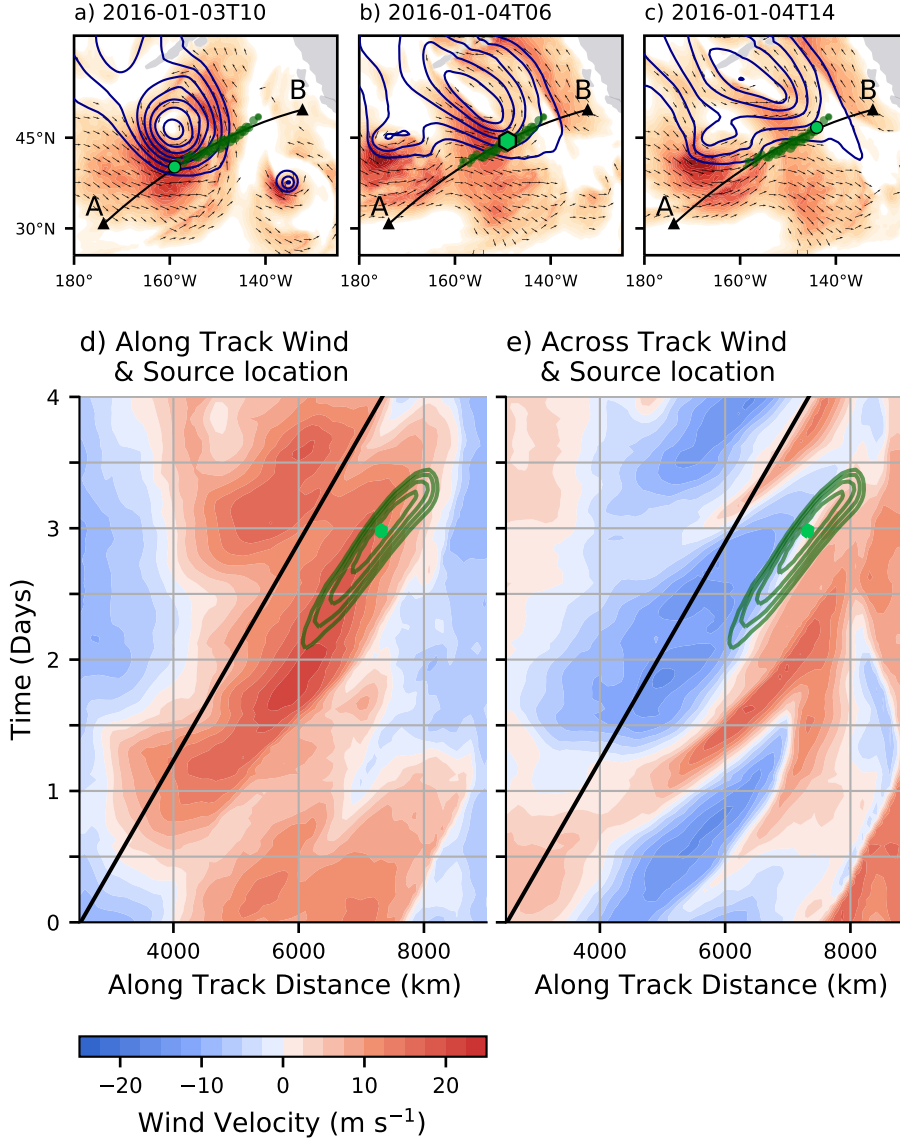 a) 2016-01-03T10
b) 2016-01-04T06
c) 2016-01-04T14
B
B
B
45°N
A
A
A
30°N
180°
160°W
140°W
180°
160°W
140°W
180°
160°W
140°W
d) Along Track Wind
& Source location
e) Across Track Wind
& Source location
4
3
2
1
0
Time (Days)
4000
6000
8000
4000
6000
8000
Along Track Distance (km)
Along Track Distance (km)
−20
−10
0
10
20
Wind Velocity (m s⁻¹)